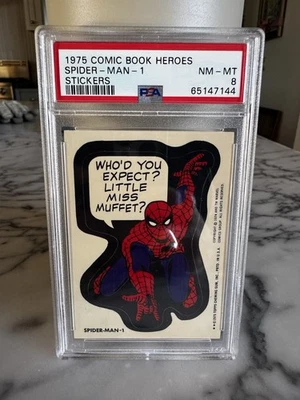 1975 COMIC BOOK HEROES
SPIDER-MAN-1 NM-MT
STICKERS 8
PSA 65147144
WHO'D YOU
EXPECT?
LITTLE
MISS
MUFFET?
SPIDER-MAN-1